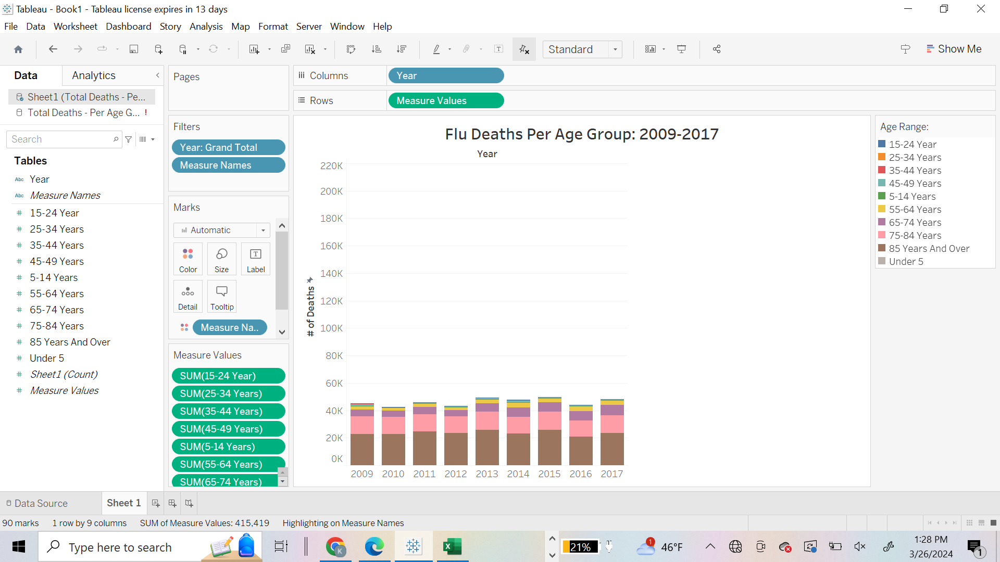 Tableau - Book1 - Tableau license expires in 13 days
File Data Worksheet Dashboard Story Analysis Map Format Server Window Help
Standard
Show Me
Data
Analytics
Sheet1 (Total Deaths - Pe...
Total Deaths - Per Age G... !
Search
Tables
Abc Year
Abc Measure Names
# 15-24 Year
# 25-34 Years
# 35-44 Years
# 45-49 Years
# 5-14 Years
# 55-64 Years
# 65-74 Years
# 75-84 Years
# 85 Years And Over
# Under 5
# Sheet1 (Count)
# Measure Values
Pages
Filters
Year: Grand Total
Measure Names
Marks
Automatic
Color
Size
T
Label
Detail
Tooltip
Measure Na..
Measure Values
SUM(15-24 Year)
SUM(25-34 Years)
SUM(35-44 Years)
SUM(45-49 Years)
SUM(5-14 Years)
SUM(55-64 Years)
SUM(65-74 Years)
Columns
Year
Rows
Measure Values
Flu Deaths Per Age Group: 2009-2017
Year
# of Deaths
220K
200K
180K
160K
140K
120K
100K
80K
60K
40K
20K
0K
2009 2010 2011 2012 2013 2014 2015 2016 2017
Age Range:
15-24 Year
25-34 Years
35-44 Years
45-49 Years
5-14 Years
55-64 Years
65-74 Years
75-84 Years
85 Years And Over
Under 5
Data Source
Sheet 1
90 marks
1 row by 9 columns
SUM of Measure Values: 415,419
Highlighting on Measure Names
Type here to search
K
X
21%
1
46°F
1:28 PM
3/26/2024
1